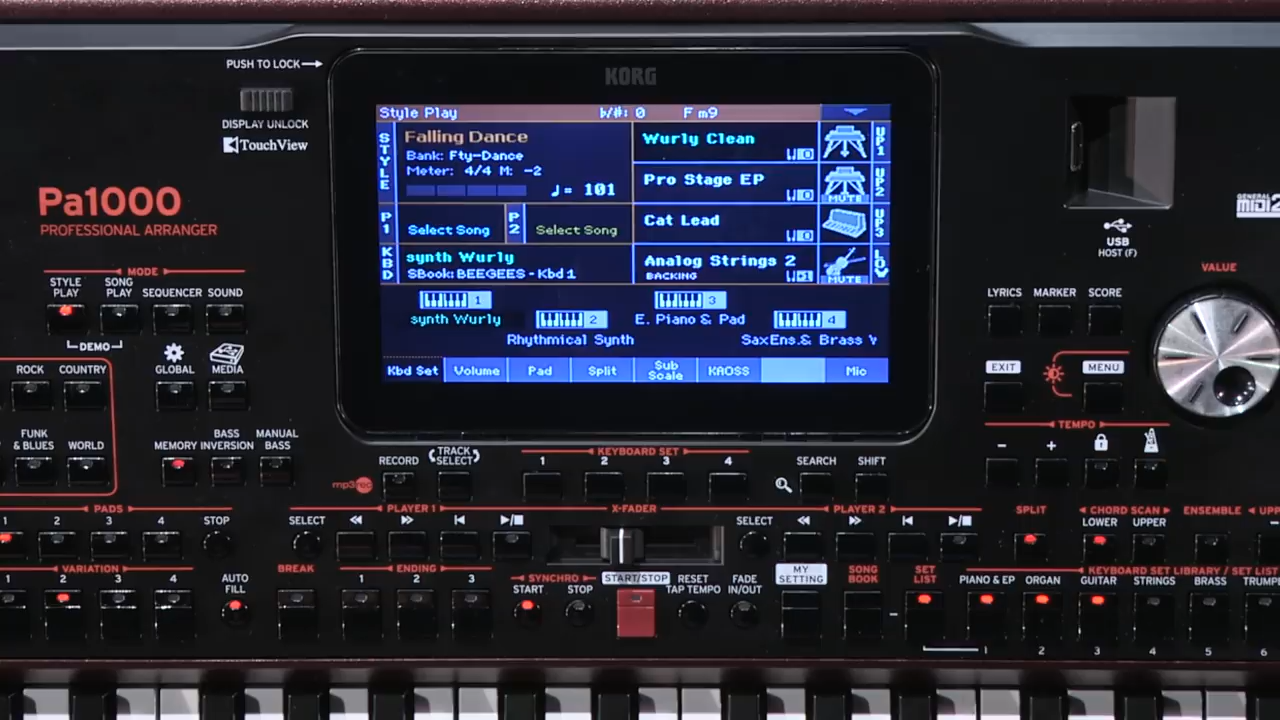 PUSH TO LOCK
KORG
DISPLAY UNLOCK
TouchView
Pa1000
PROFESSIONAL ARRANGER
Style Play ♭/#: 0 F m9
STYLE
Falling Dance
Bank: Fty-Dance
Meter: 4/4 M: -2
♩= 101
P1 Select Song
P2 Select Song
KBD
synth Wurly
SBook: BEEGEES - Kbd 1
Wurly Clean
UP1
Pro Stage EP
MUTE
UP2
Cat Lead
UP3
Analog Strings 2
BACKING
MUTE
LOW
1
synth Wurly
2
Rhythmical Synth
3
E. Piano & Pad
4
SaxEns.& Brass
Kbd Set Volume Pad Split Sub Scale KAOSS Mic
USB
HOST (F)
GENERAL
MIDI2
VALUE
MODE
STYLE PLAY
SONG PLAY
SEQUENCER
SOUND
DEMO
GLOBAL
MEDIA
ROCK
COUNTRY
FUNK & BLUES
WORLD
MEMORY
BASS INVERSION
MANUAL BASS
LYRICS
MARKER
SCORE
EXIT
MENU
TEMPO
- +
mp3rec
RECORD
TRACK SELECT
KEYBOARD SET
1 2 3 4
SEARCH
SHIFT
PADS
1 2 3 4 STOP
PLAYER 1
SELECT
X-FADER
PLAYER 2
SELECT
SPLIT
CHORD SCAN
LOWER UPPER
ENSEMBLE
VARIATION
1 2 3 4
AUTO FILL
BREAK
ENDING
1 2 3
SYNCHRO
START STOP
START/STOP
RESET
TAP TEMPO
FADE IN/OUT
MY SETTING
SONG BOOK
SET LIST
KEYBOARD SET LIBRARY / SET LIS
PIANO & EP
ORGAN
GUITAR
STRINGS
BRASS
TRUMP
1 2 3 4 5 6